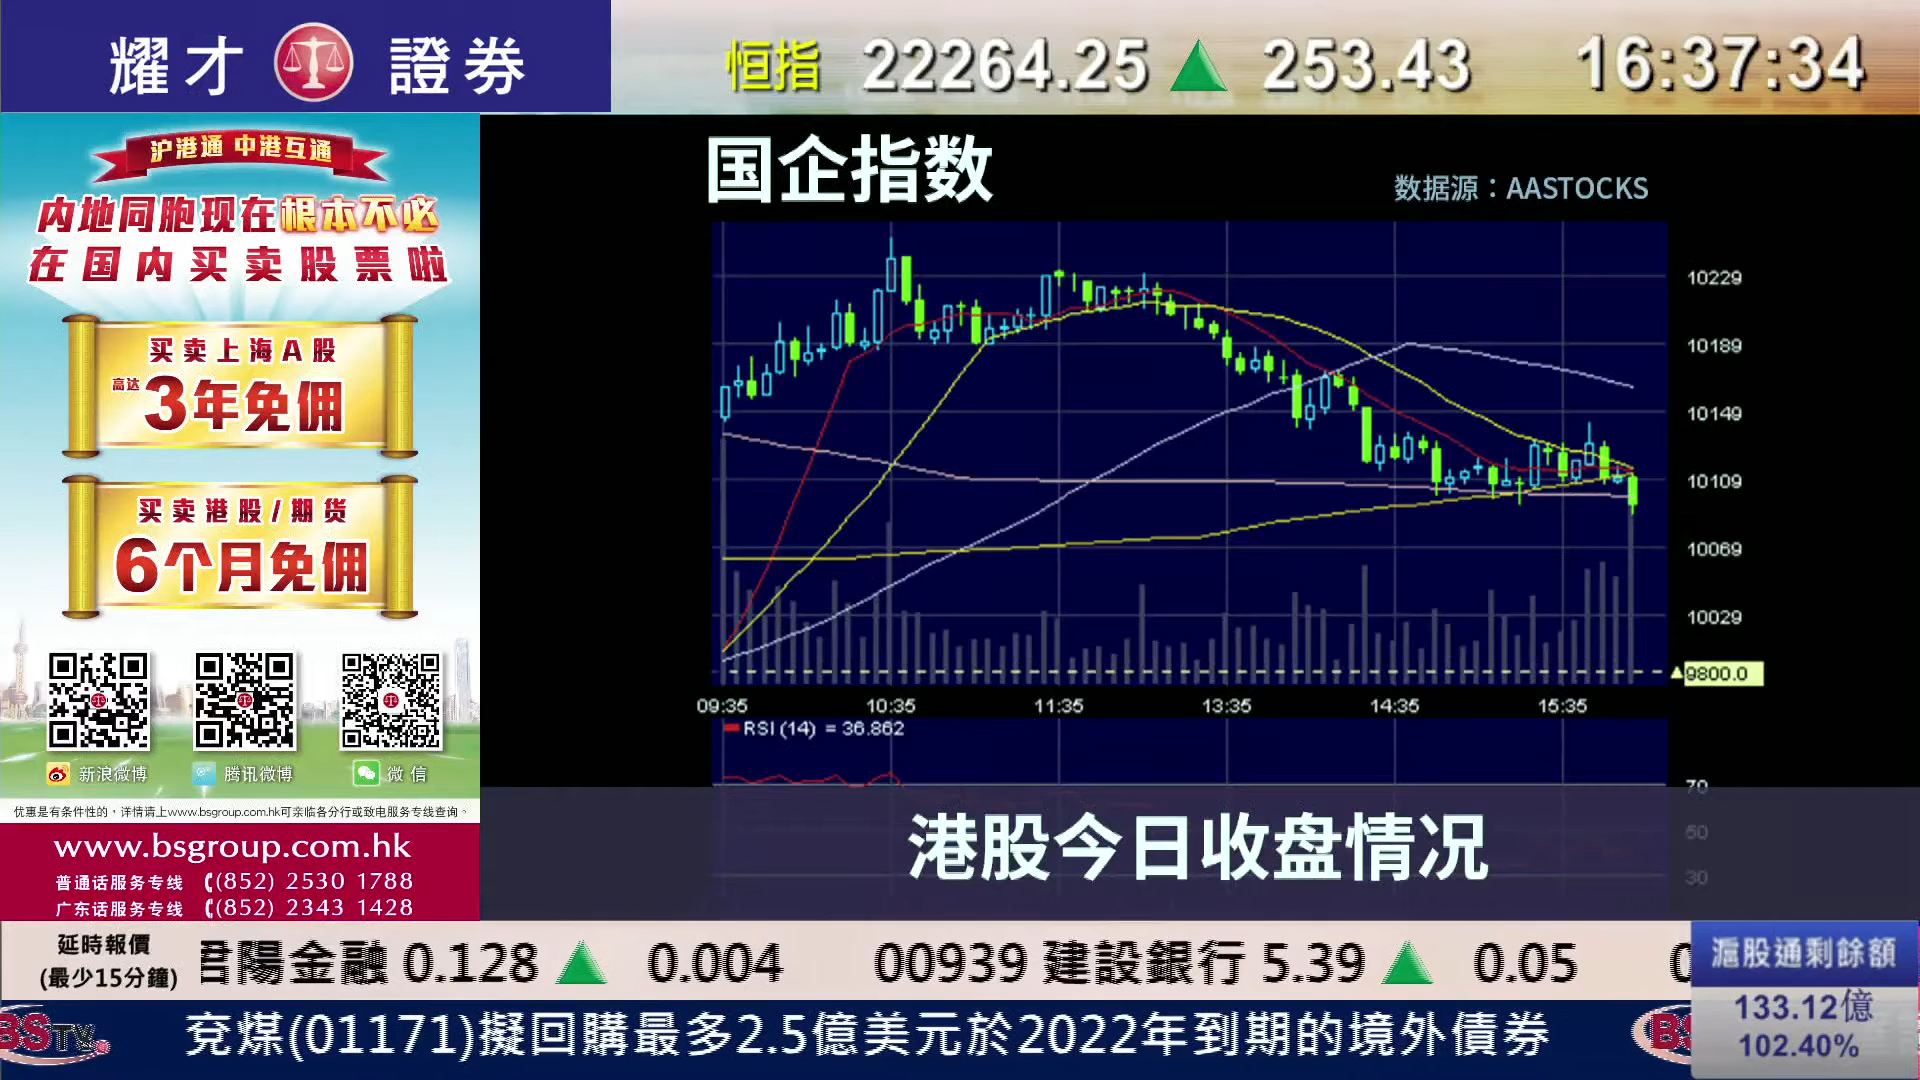 耀才 證券
恒指 22264.25 ▲ 253.43 16:37:34
沪港通 中港互通
内地同胞现在根本不必
在国内买卖股票啦
买卖上海A股
高达3年免佣
买卖港股/期货
6个月免佣
新浪微博 腾讯微博 微信
优惠是有条件性的，详情请上www.bsgroup.com.hk可亲临各分行或致电服务专线查询。
www.bsgroup.com.hk
普通话服务专线 (852) 2530 1788
广东话服务专线 (852) 2343 1428
国企指数
数据源：AASTOCKS
10229
10189
10149
10109
10069
10029
▲9800.0
09:35 10:35 11:35 13:35 14:35 15:35
RSI (14) = 36.862
70
50
30
港股今日收盘情况
延時報價
(最少15分鐘)
君陽金融 0.128 ▲ 0.004 00939 建設銀行 5.39 ▲ 0.05
滬股通剩餘額
133.12億
102.40%
BSTV 兗煤(01171)擬回購最多2.5億美元於2022年到期的境外債券